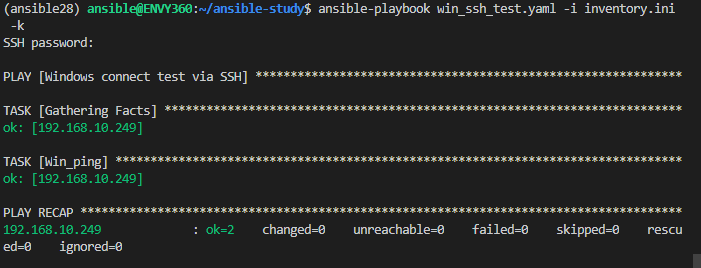 (ansible28) ansible@ENVY360:~/ansible-study$ ansible-playbook win_ssh_test.yaml -i inventory.ini
 -k
SSH password:
PLAY [Windows connect test via SSH] *************************************************************
TASK [Gathering Facts] **************************************************************************
ok: [192.168.10.249]
TASK [Win_ping] *********************************************************************************
ok: [192.168.10.249]
PLAY RECAP **************************************************************************************
192.168.10.249             : ok=2    changed=0    unreachable=0    failed=0    skipped=0    rescu
ed=0    ignored=0